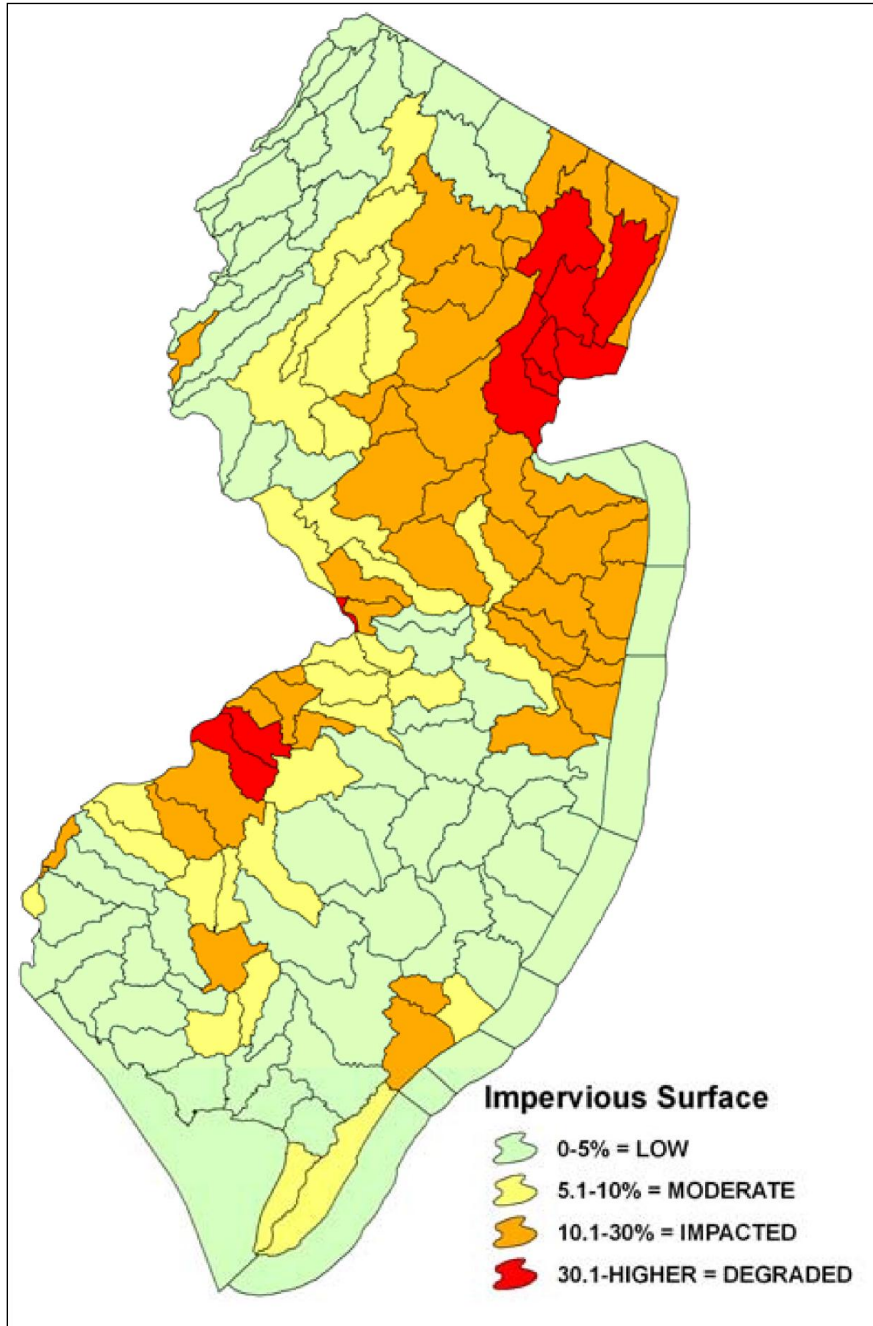 Impervious Surface
0-5% = LOW
5.1-10% = MODERATE
10.1-30% = IMPACTED
30.1-HIGHER = DEGRADED